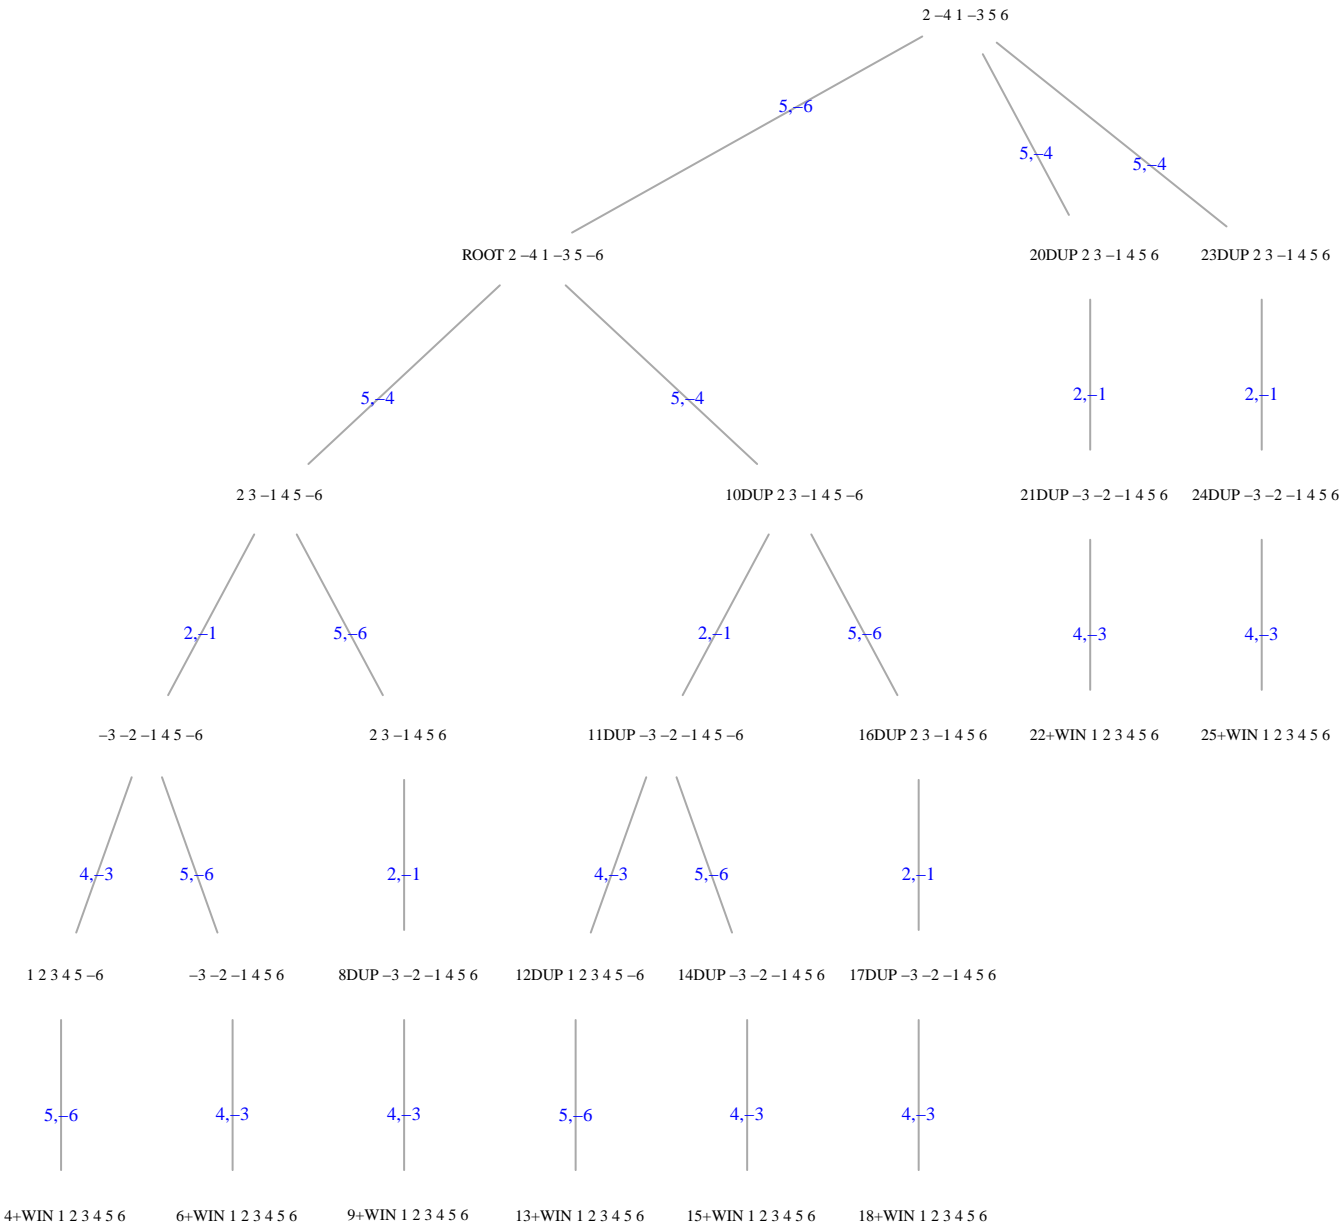 2 −4 1 −3 5 6
5,−6
5,−4
5,−4
ROOT 2 −4 1 −3 5 −6
20DUP 2 3 −1 4 5 6
23DUP 2 3 −1 4 5 6
5,−4
5,−4
2,−1
2,−1
2 3 −1 4 5 −6
10DUP 2 3 −1 4 5 −6
21DUP −3 −2 −1 4 5 6
24DUP −3 −2 −1 4 5 6
2,−1
5,−6
2,−1
5,−6
4,−3
4,−3
−3 −2 −1 4 5 −6
2 3 −1 4 5 6
11DUP −3 −2 −1 4 5 −6
16DUP 2 3 −1 4 5 6
22+WIN 1 2 3 4 5 6
25+WIN 1 2 3 4 5 6
4,−3
5,−6
2,−1
4,−3
5,−6
2,−1
1 2 3 4 5 −6
−3 −2 −1 4 5 6
8DUP −3 −2 −1 4 5 6
12DUP 1 2 3 4 5 −6
14DUP −3 −2 −1 4 5 6
17DUP −3 −2 −1 4 5 6
5,−6
4,−3
4,−3
5,−6
4,−3
4,−3
4+WIN 1 2 3 4 5 6
6+WIN 1 2 3 4 5 6
9+WIN 1 2 3 4 5 6
13+WIN 1 2 3 4 5 6
15+WIN 1 2 3 4 5 6
18+WIN 1 2 3 4 5 6